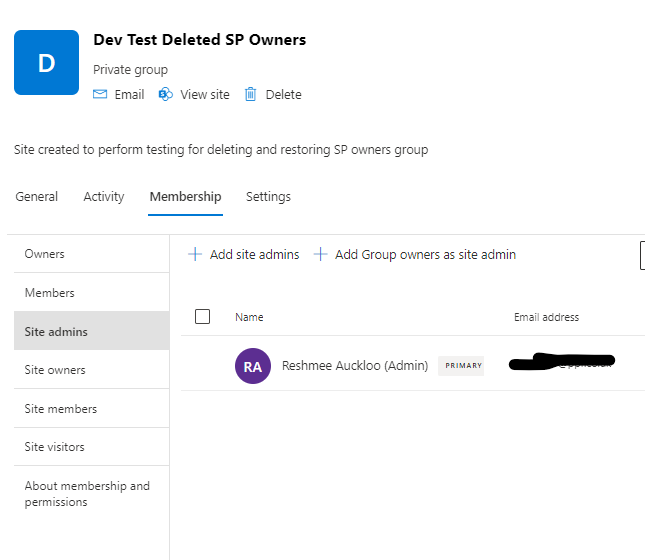 D
Dev Test Deleted SP Owners
Private group
Email View site Delete
Site created to perform testing for deleting and restoring SP owners group
General Activity Membership Settings
Owners
Members
Site admins
Site owners
Site members
Site visitors
About membership and
permissions
+ Add site admins + Add Group owners as site admin
Name Email address
RA Reshmee Auckloo (Admin) PRIMARY